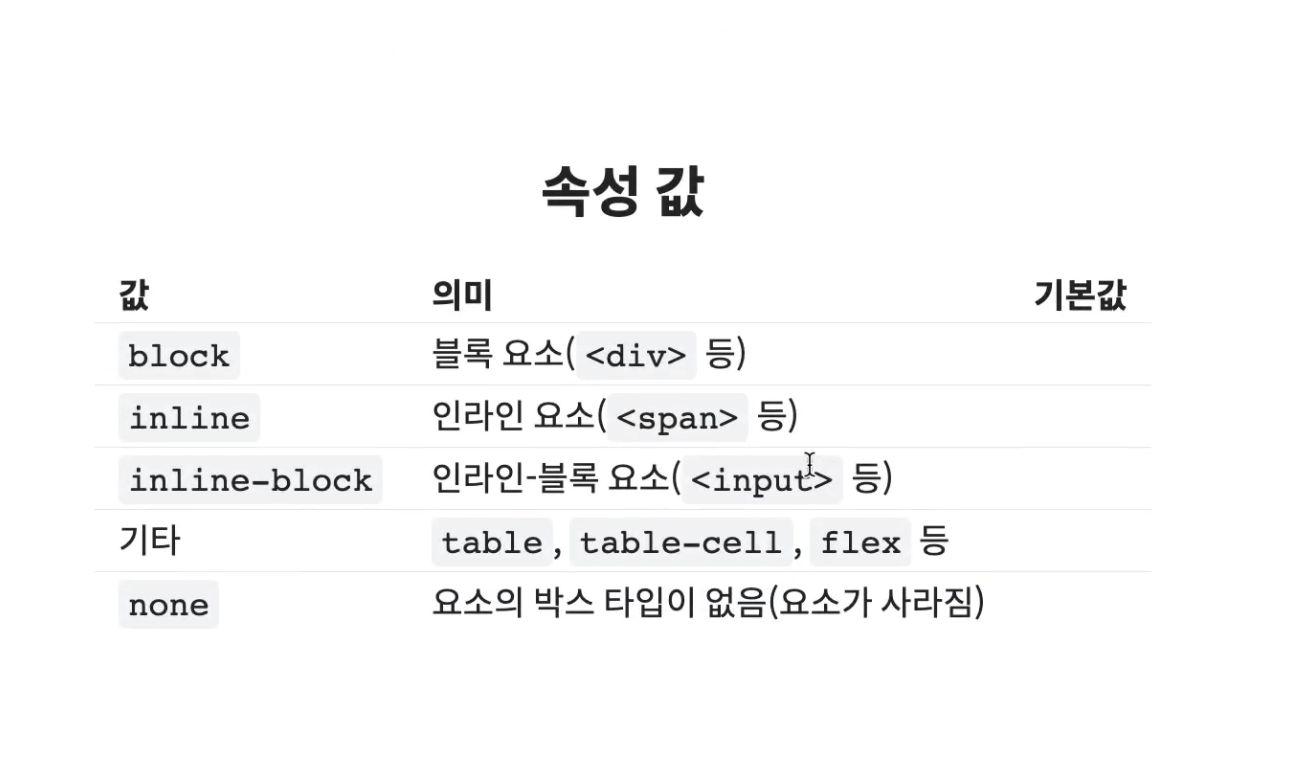 속성 값
값 의미 기본값
block 블록 요소(<div> 등)
inline 인라인 요소(<span> 등)
inline-block 인라인-블록 요소(<input> 등)
기타 table, table-cell, flex 등
none 요소의 박스 타입이 없음(요소가 사라짐)